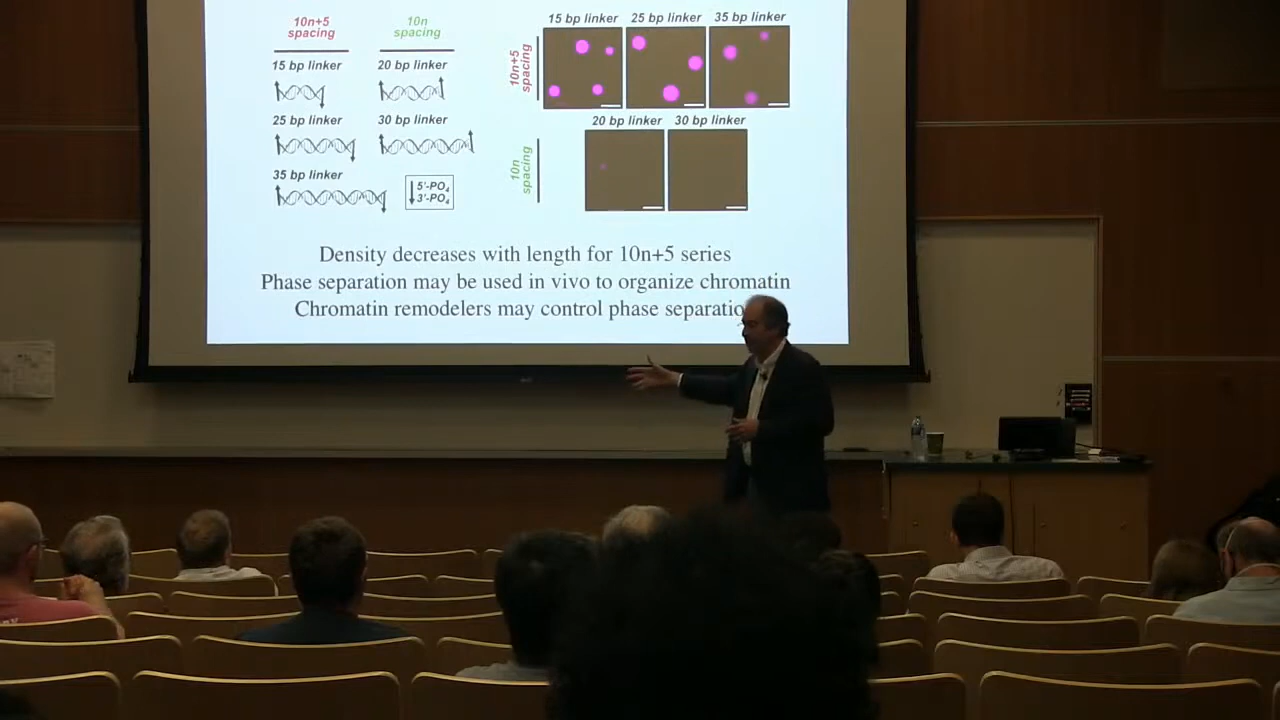 10n+5 spacing
10n spacing
15 bp linker
20 bp linker
25 bp linker
30 bp linker
35 bp linker
5'-PO4
3'-PO4
15 bp linker
25 bp linker
35 bp linker
10n+5 spacing
20 bp linker
30 bp linker
10n spacing
Density decreases with length for 10n+5 series
Phase separation may be used in vivo to organize chromatin
Chromatin remodelers may control phase separatio